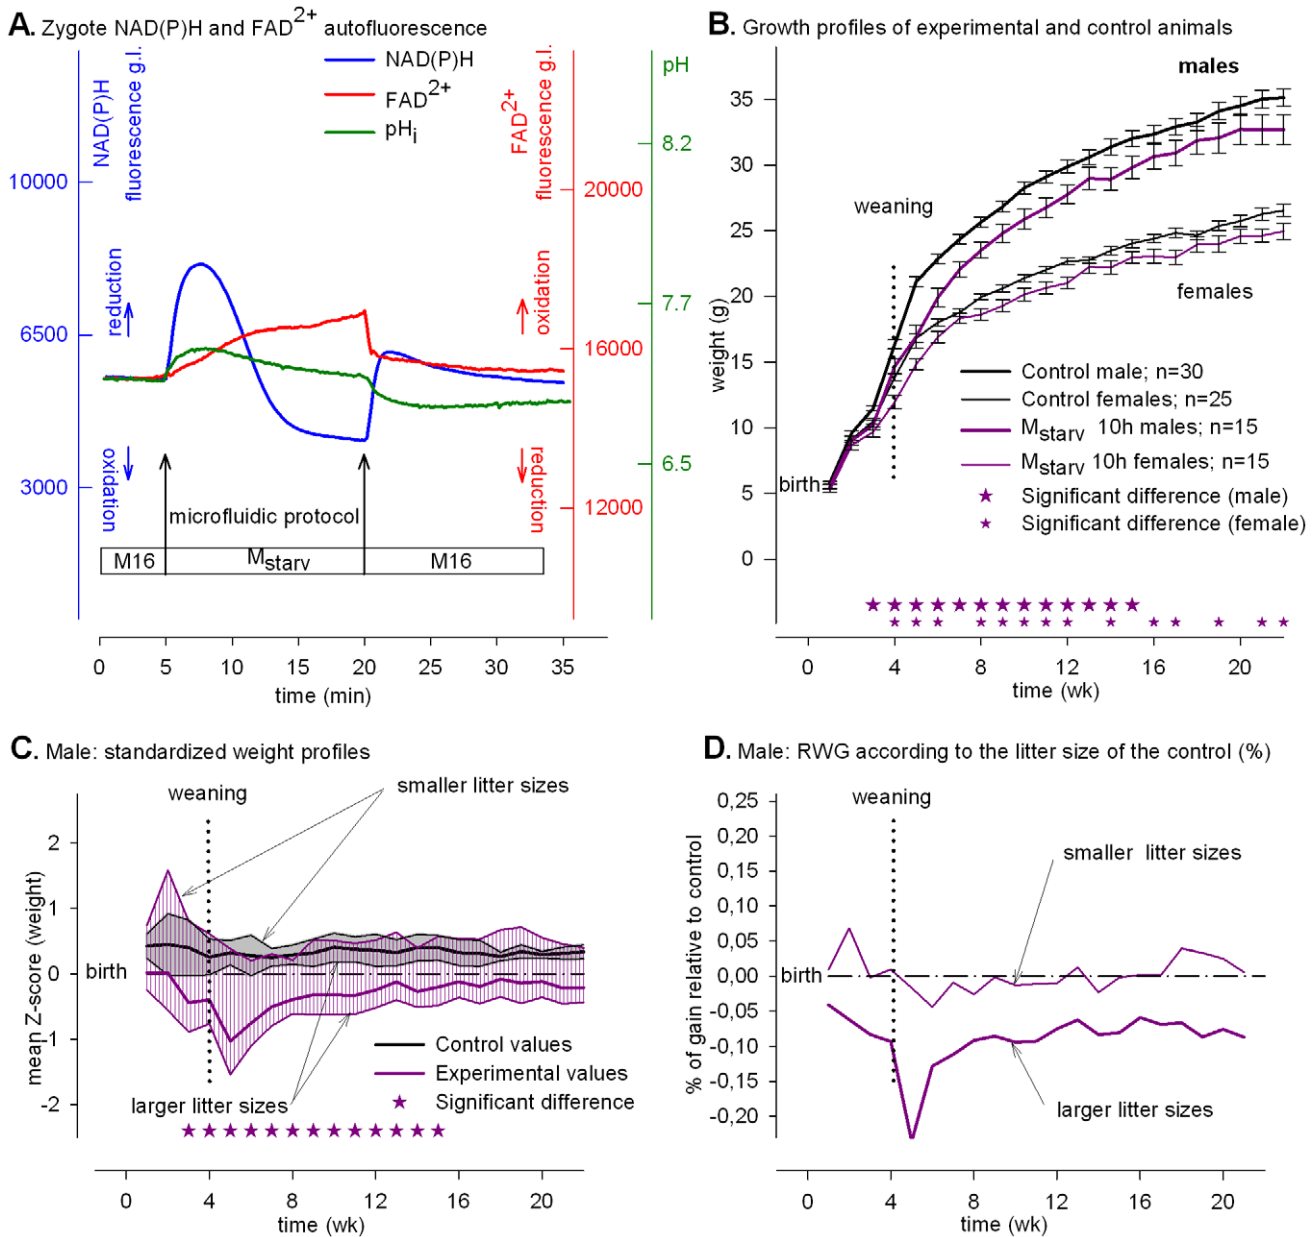 A. Zygote NAD(P)H and FAD2+ autofluorescence
NAD(P)H
fluorescence g.l.
NAD(P)H
FAD2+
pHi
FAD2+
fluorescence g.l.
pH
10000
6500
3000
reduction
oxidation
20000
16000
12000
oxidation
reduction
8.2
7.7
6.5
microfluidic protocol
M16
Mstarv
M16
0 5 10 15 20 25 30 35
time (min)
B. Growth profiles of experimental and control animals
males
weaning
females
weight (g)
35
30
25
20
15
10
5
0
birth
Control male; n=30
Control females; n=25
Mstarv 10h males; n=15
Mstarv 10h females; n=15
Significant difference (male)
Significant difference (female)
0 4 8 12 16 20
time (wk)
C. Male: standardized weight profiles
weaning
smaller litter sizes
mean Z-score (weight)
2
1
0
-1
-2
birth
Control values
Experimental values
Significant difference
larger litter sizes
0 4 8 12 16 20
time (wk)
D. Male: RWG according to the litter size of the control (%)
weaning
smaller litter sizes
% of gain relative to control
0,25
0,20
0,15
0,10
0,05
0,00
-0,05
-0,10
-0,15
-0,20
birth
larger litter sizes
0 4 8 12 16 20
time (wk)